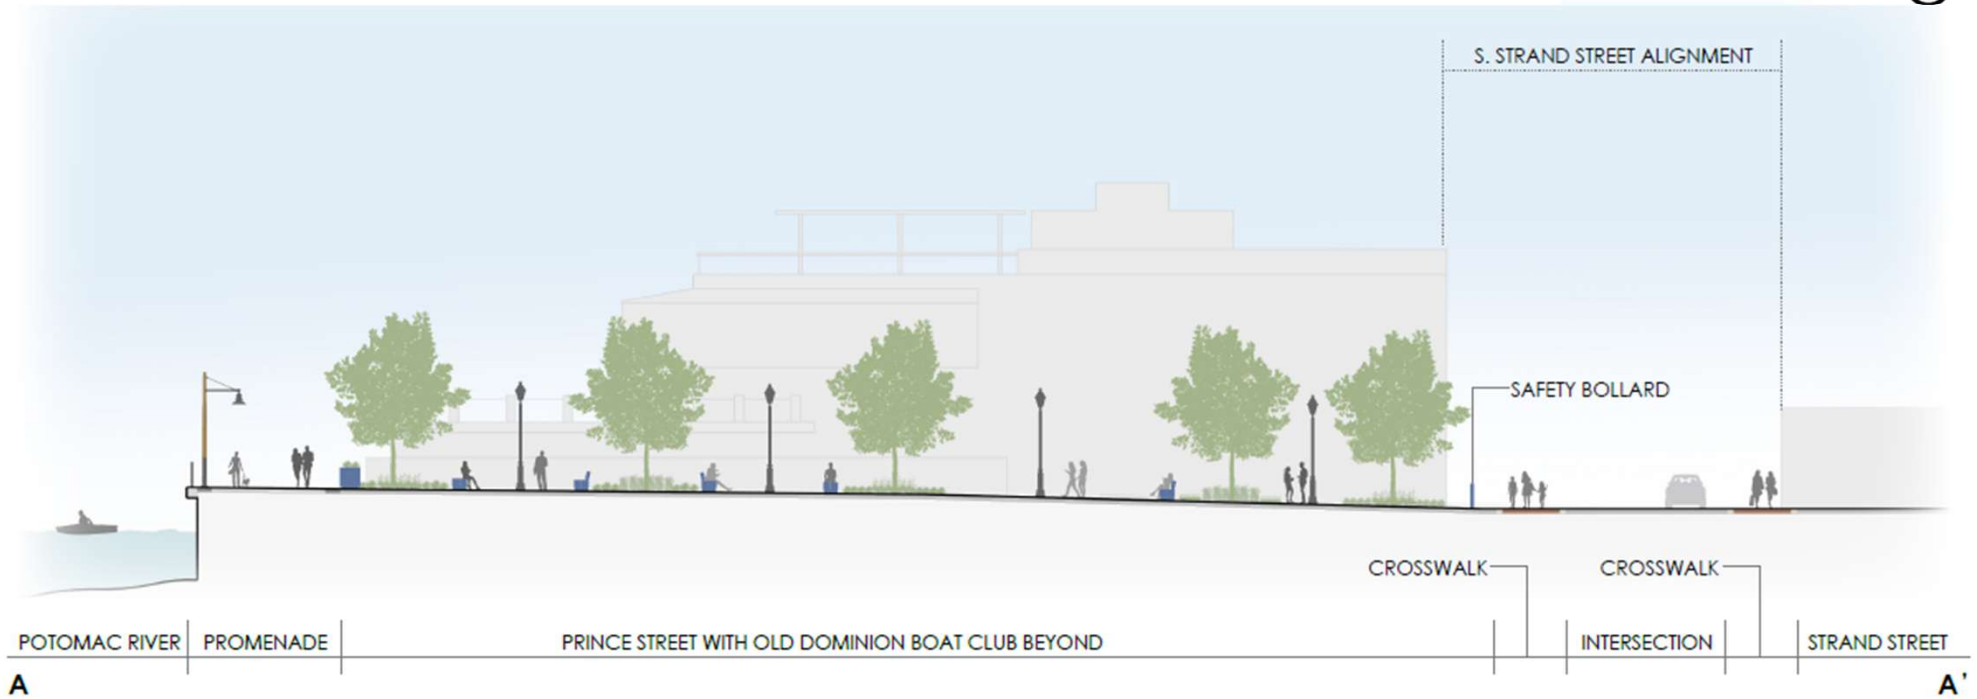 S. STRAND STREET ALIGNMENT
SAFETY BOLLARD
CROSSWALK
CROSSWALK
POTOMAC RIVER
PROMENADE
PRINCE STREET WITH OLD DOMINION BOAT CLUB BEYOND
INTERSECTION
STRAND STREET
A
A'